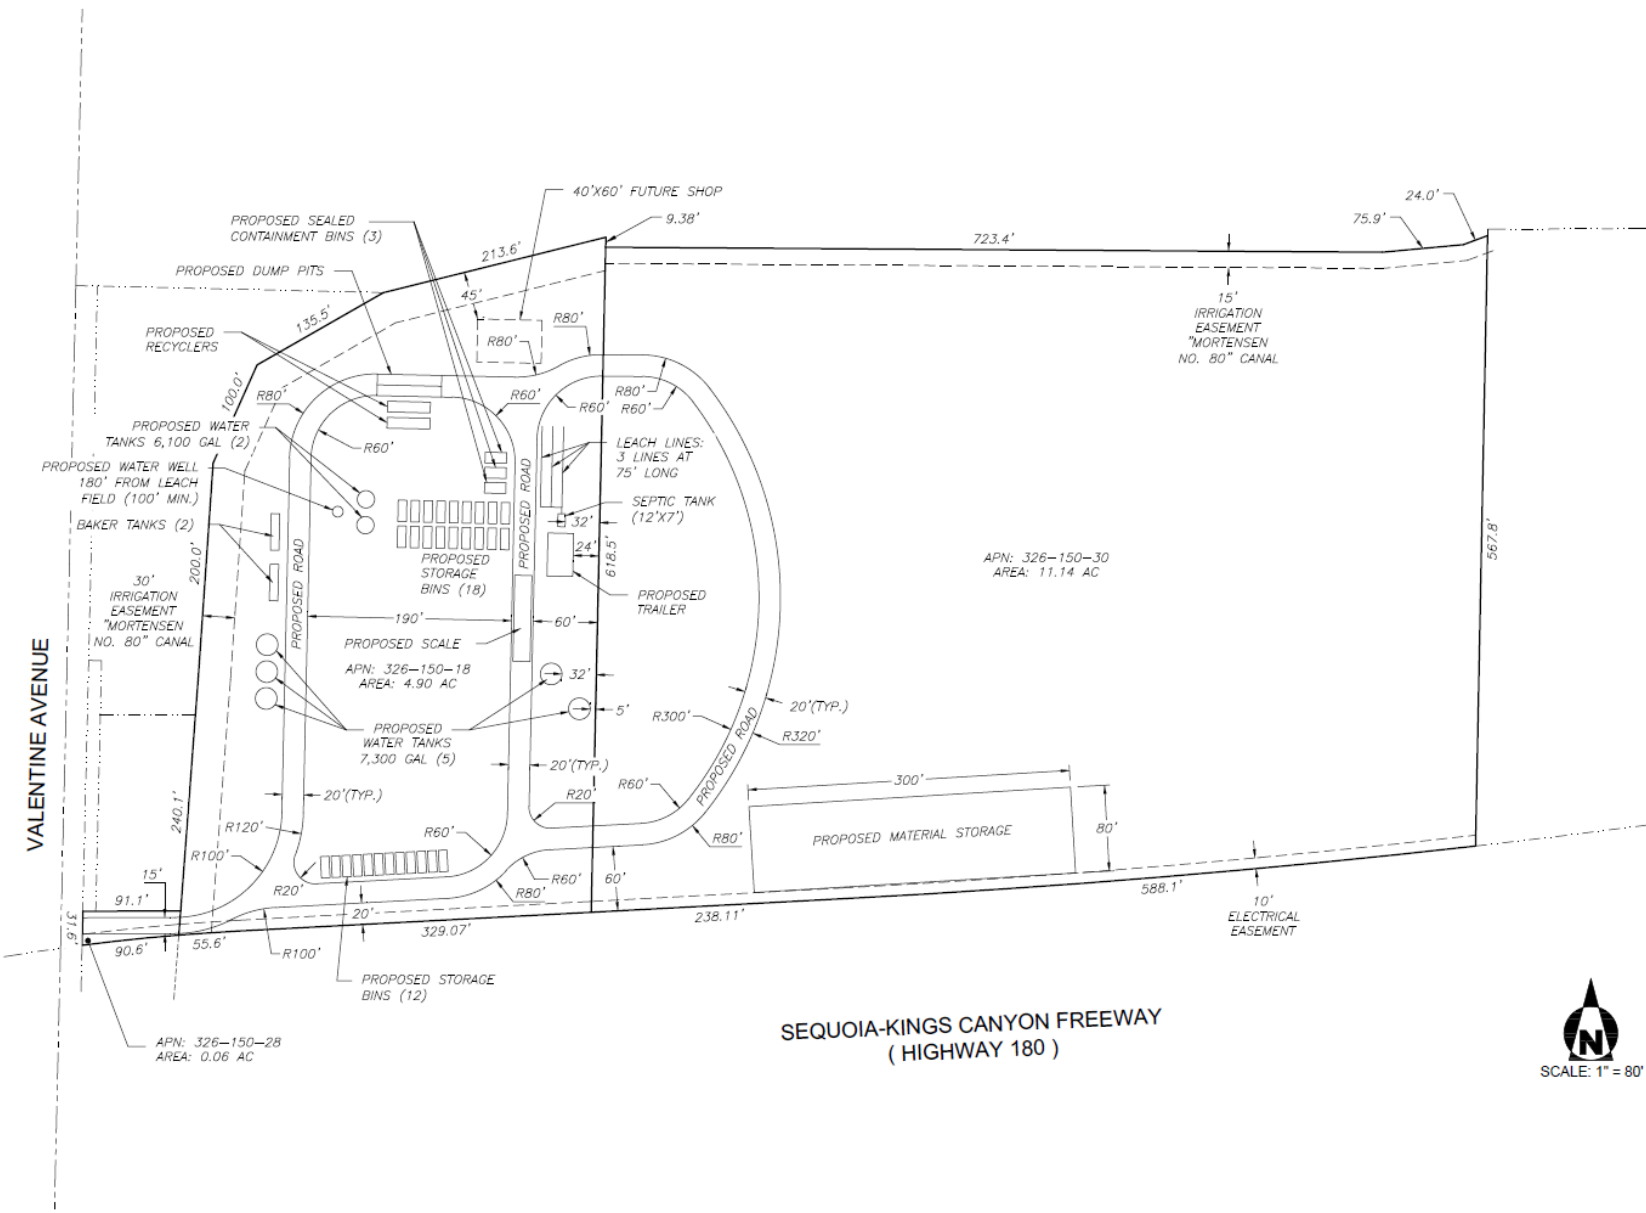 40'X60' FUTURE SHOP
24.0'
PROPOSED SEALED
CONTAINMENT BINS (3)
9.38'
75.9'
723.4'
213.6'
PROPOSED DUMP PITS
45'
15'
IRRIGATION
EASEMENT
"MORTENSEN
NO. 80" CANAL
135.5'
PROPOSED
RECYCLERS
R80'
R80'
100.0'
R80'
R60'
R60'
R80'
R60'
PROPOSED WATER
TANKS 6,100 GAL (2)
R60'
LEACH LINES:
3 LINES AT
75' LONG
PROPOSED WATER WELL
180' FROM LEACH
FIELD (100' MIN.)
PROPOSED ROAD
SEPTIC TANK
(12'X7')
BAKER TANKS (2)
32'
24'
618.5'
567.8'
200.0'
PROPOSED ROAD
PROPOSED
STORAGE
BINS (18)
APN: 326-150-30
AREA: 11.14 AC
30'
IRRIGATION
EASEMENT
"MORTENSEN
NO. 80" CANAL
PROPOSED
TRAILER
190'
60'
PROPOSED SCALE
APN: 326-150-18
AREA: 4.90 AC
32'
VALENTINE AVENUE
5'
R300'
20'(TYP.)
PROPOSED
WATER TANKS
7,300 GAL (5)
R320'
PROPOSED ROAD
20'(TYP.)
R60'
300'
20'(TYP.)
R20'
240.1'
R120'
R60'
R80'
PROPOSED MATERIAL STORAGE
80'
R100'
15'
R20'
R60'
R80'
60'
588.1'
91.1'
20'
238.11'
10'
ELECTRICAL
EASEMENT
31.6'
90.6'
55.6'
329.07'
R100'
PROPOSED STORAGE
BINS (12)
APN: 326-150-28
AREA: 0.06 AC
SEQUOIA-KINGS CANYON FREEWAY
( HIGHWAY 180 )
N
SCALE: 1" = 80'